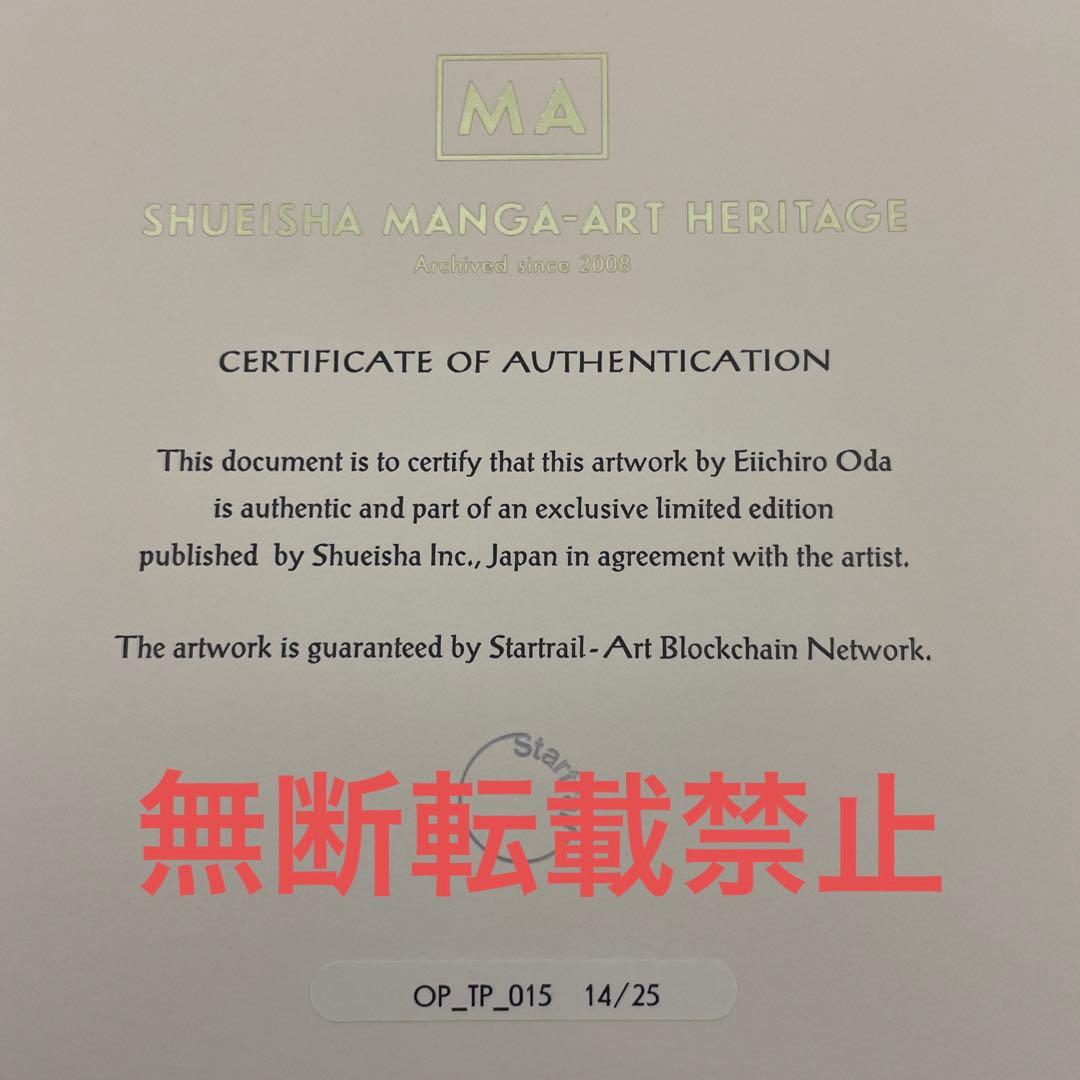 MA
SHUEISHA MANGA-ART HERITAGE
Archived since 2008
CERTIFICATE OF AUTHENTICATION
This document is to certify that this artwork by Eiichiro Oda
is authentic and part of an exclusive limited edition
published by Shueisha Inc., Japan in agreement with the artist.
The artwork is guaranteed by Startrail-Art Blockchain Network.
無断転載禁止
OP_TP_015 14/25